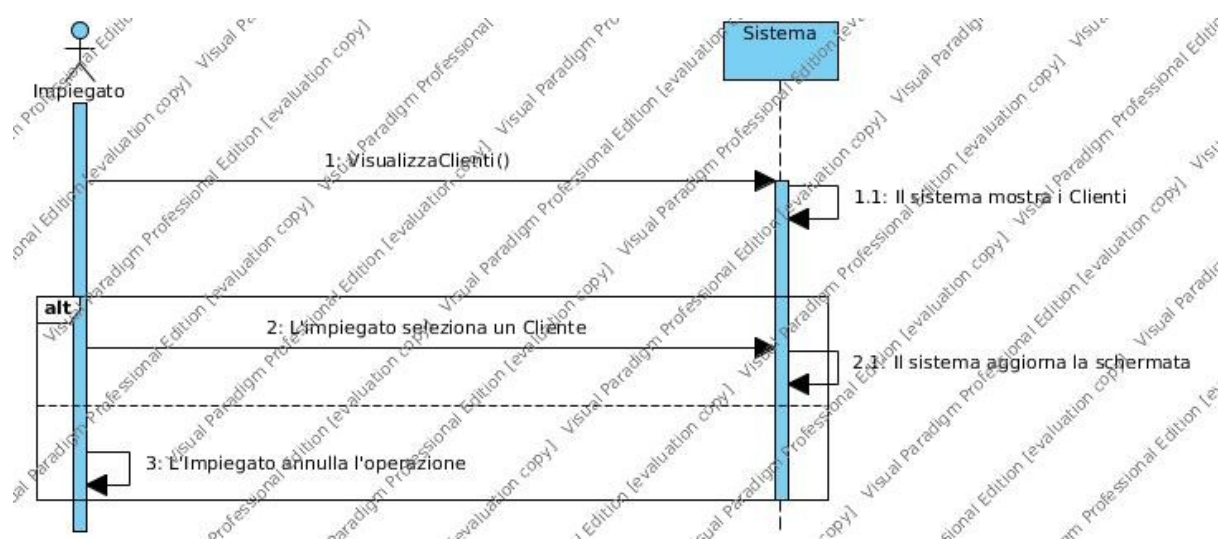 Impiegato
Sistema
1: VisualizzaClienti()
1.1: Il sistema mostra i Clienti
alt
2: L'impiegato seleziona un Cliente
2.1: Il sistema aggiorna la schermata
3: L'Impiegato annulla l'operazione
Visual Paradigm Professional Edition [evaluation copy]